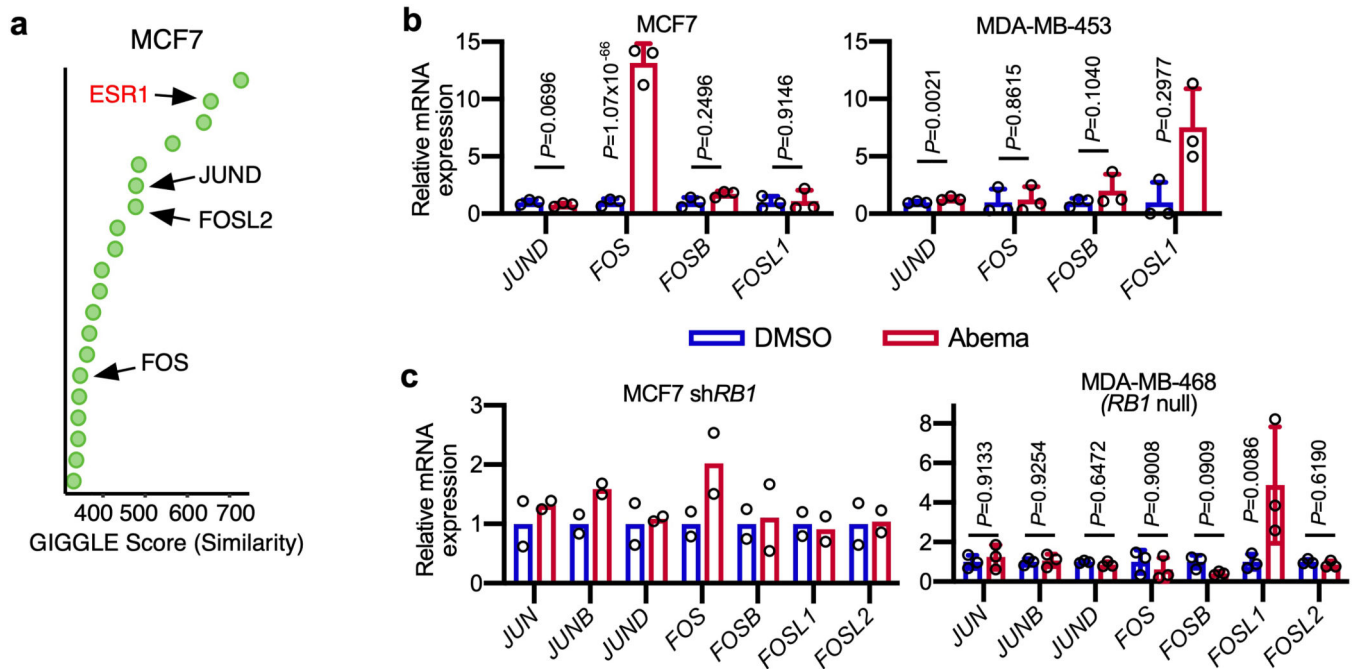 a
MCF7
ESR1
JUND
FOSL2
FOS
400 500 600 700
GIGGLE Score (Similarity)
b
MCF7
Relative mRNA
expression
15
10
5
0
P=0.0696
P=1.07x10⁻⁶⁶
P=0.2496
P=0.9146
JUND
FOS
FOSB
FOSL1
MDA-MB-453
15
10
5
0
P=0.0021
P=0.8615
P=0.1040
P=0.2977
JUND
FOS
FOSB
FOSL1
DMSO
Abema
c
MCF7 shRB1
Relative mRNA
expression
3
2
1
0
JUN
JUNB
JUND
FOS
FOSB
FOSL1
FOSL2
MDA-MB-468
(RB1 null)
8
6
4
2
0
P=0.9133
P=0.9254
P=0.6472
P=0.9008
P=0.0909
P=0.0086
P=0.6190
JUN
JUNB
JUND
FOS
FOSB
FOSL1
FOSL2